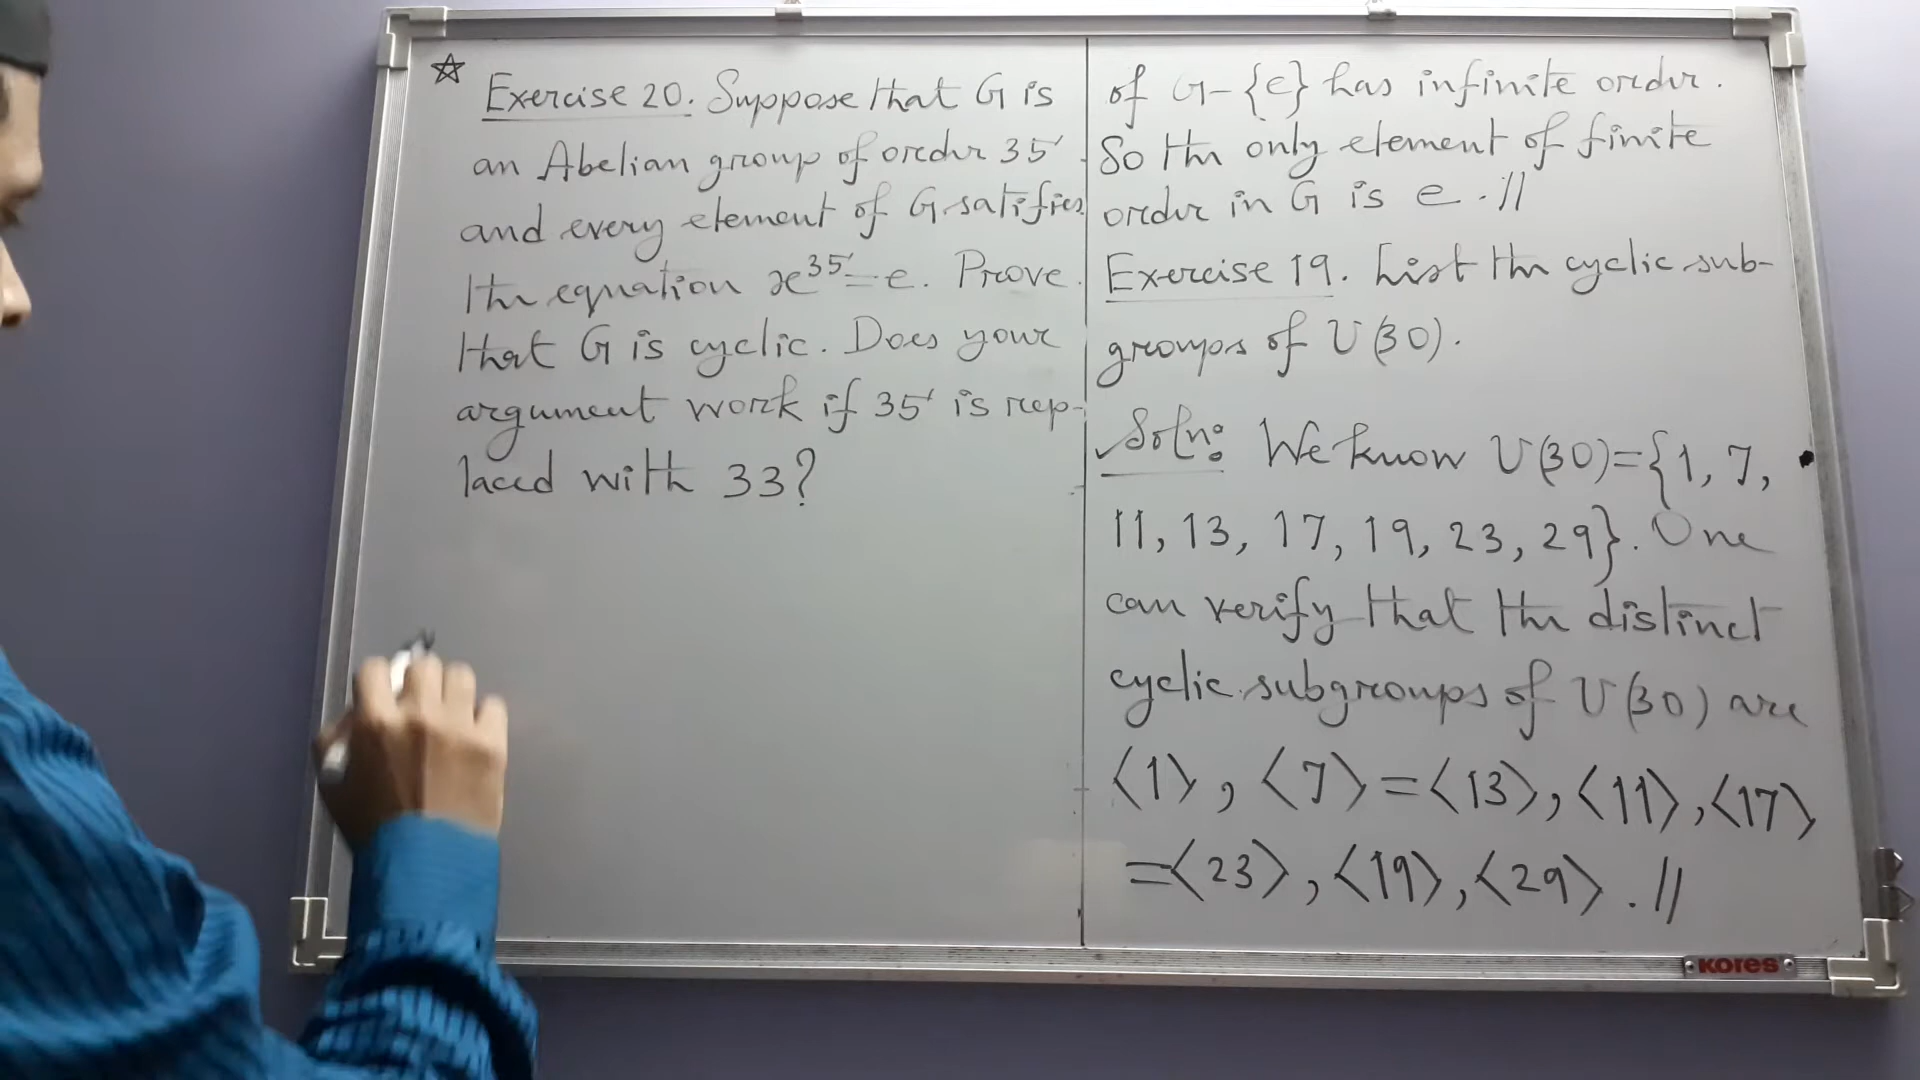 ☆ Exercise 20. Suppose that G is
an Abelian group of order 35
and every element of G satisfies
the equation x^35 = e. Prove
that G is cyclic. Does your
argument work if 35 is rep-
laced with 33?
of G-{e} has infinite order.
So the only element of finite
order in G is e. //
Exercise 19. List the cyclic sub-
groups of U(30).
Soln: We know U(30)={1, 7,
11, 13, 17, 19, 23, 29}. One
can verify that the distinct
cyclic subgroups of U(30) are
⟨1⟩, ⟨7⟩=⟨13⟩, ⟨11⟩, ⟨17⟩
=⟨23⟩, ⟨19⟩, ⟨29⟩. //
KORES